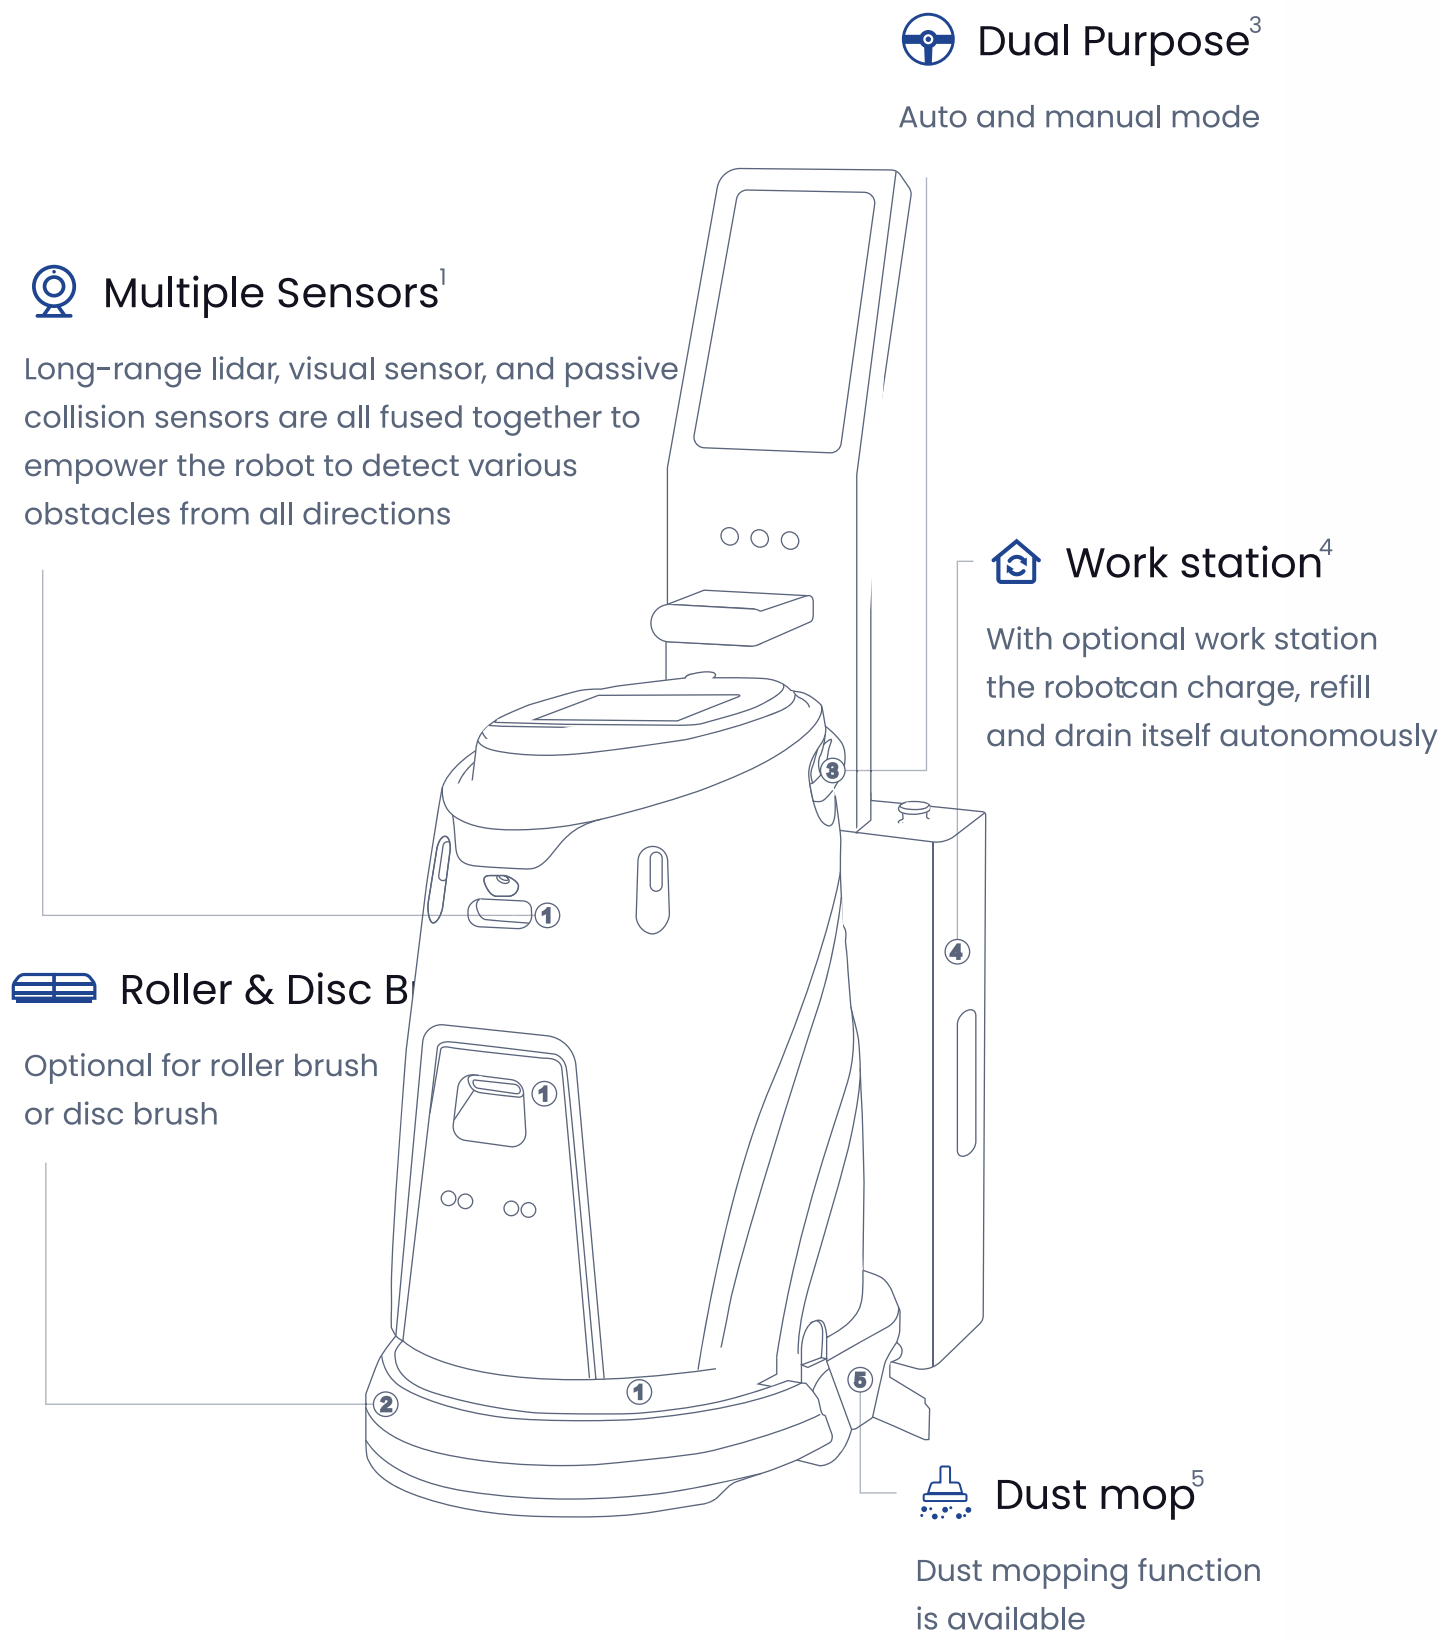 Dual Purpose³
Auto and manual mode
Multiple Sensors¹
Long-range lidar, visual sensor, and passive
collision sensors are all fused together to
empower the robot to detect various
obstacles from all directions
Work station⁴
With optional work station
the robotcan charge, refill
and drain itself autonomously
3
1
4
Roller & Disc
Optional for roller brush
or disc brush
1
1
2
5
Dust mop⁵
Dust mopping function
is available